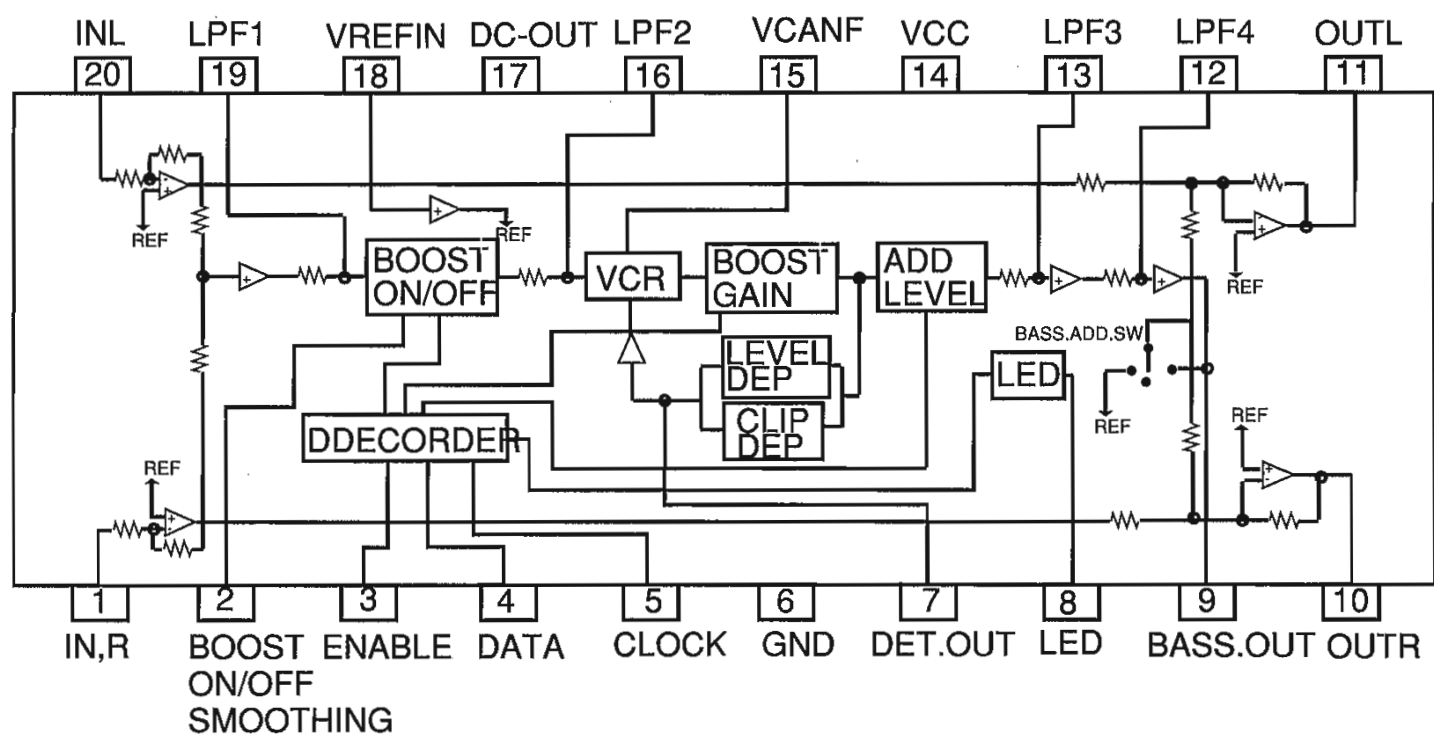 INL LPF1 VREFIN DC-OUT LPF2 VCANF VCC LPF3 LPF4 OUTL
20 19 18 17 16 15 14 13 12 11
REF
REF
REF
BOOST
ON/OFF
VCR
BOOST
GAIN
ADD
LEVEL
BASS.ADD.SW
LEVEL
DEP
LED
CLIP
DEP
DDECORDER
REF
REF
REF
1 2 3 4 5 6 7 8 9 10
IN,R BOOST ENABLE DATA CLOCK GND DET.OUT LED BASS.OUT OUTR
ON/OFF
SMOOTHING